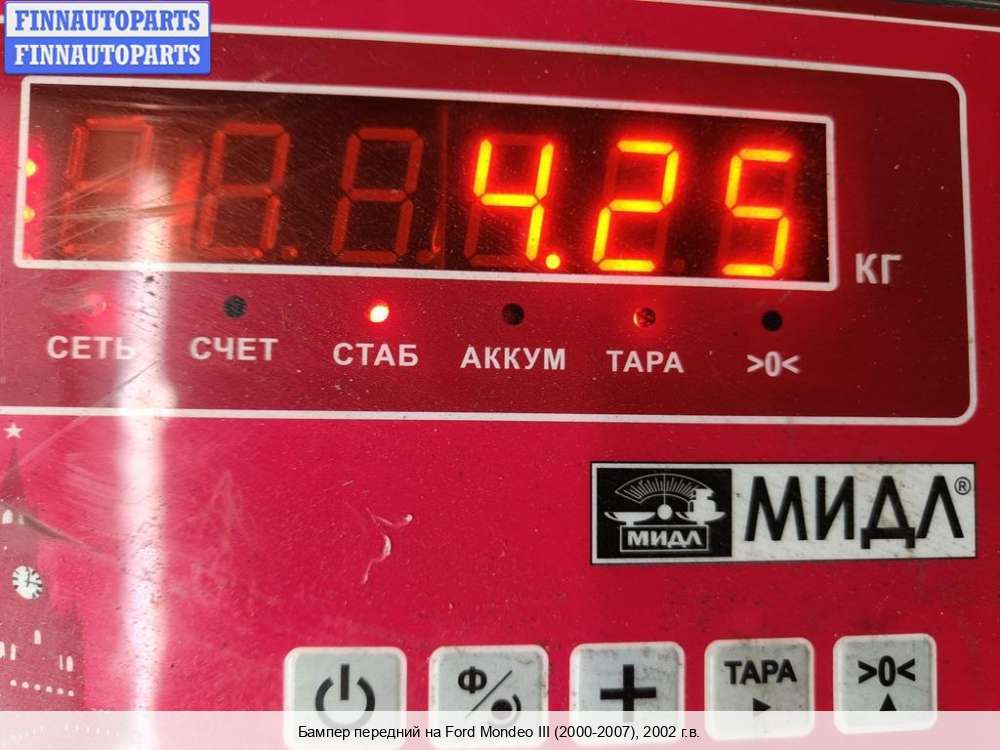 FINNAUTOPARTS
FINNAUTOPARTS
4.25
КГ
СЕТЬ СЧЕТ СТАБ АККУМ ТАРА >0<
МИДЛ МИДЛ®
Ф ТАРА >0<
Бампер передний на Ford Mondeo III (2000-2007), 2002 г.в.